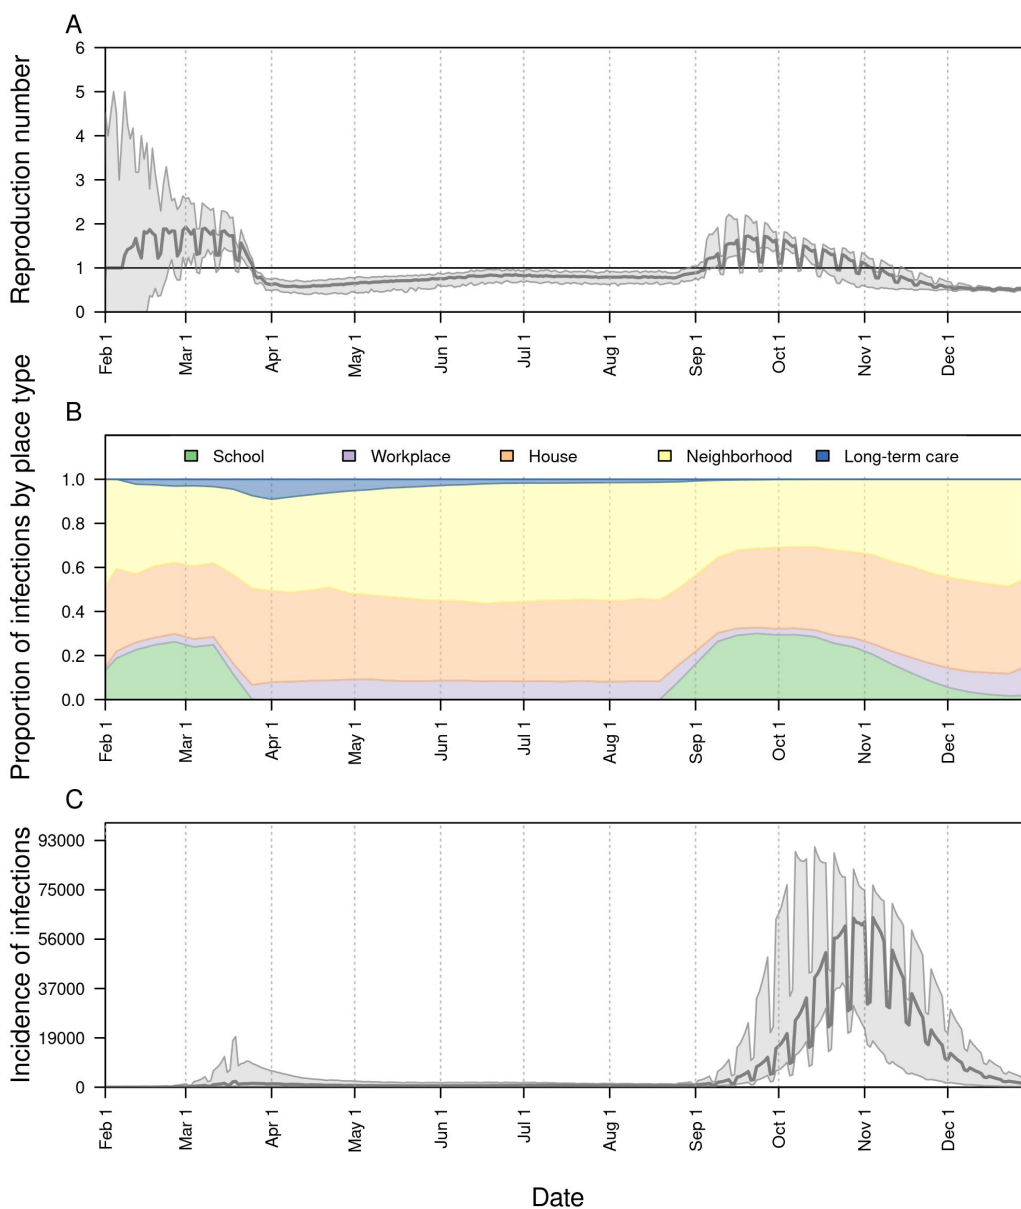 A
Reproduction number
6
5
4
3
2
1
0
Feb 1 Mar 1 Apr 1 May 1 Jun 1 Jul 1 Aug 1 Sep 1 Oct 1 Nov 1 Dec 1
B
Proportion of infections by place type
School Workplace House Neighborhood Long-term care
1.0
0.8
0.6
0.4
0.2
0.0
Feb 1 Mar 1 Apr 1 May 1 Jun 1 Jul 1 Aug 1 Sep 1 Oct 1 Nov 1 Dec 1
C
Incidence of infections
93000
75000
56000
37000
19000
0
Feb 1 Mar 1 Apr 1 May 1 Jun 1 Jul 1 Aug 1 Sep 1 Oct 1 Nov 1 Dec 1
Date